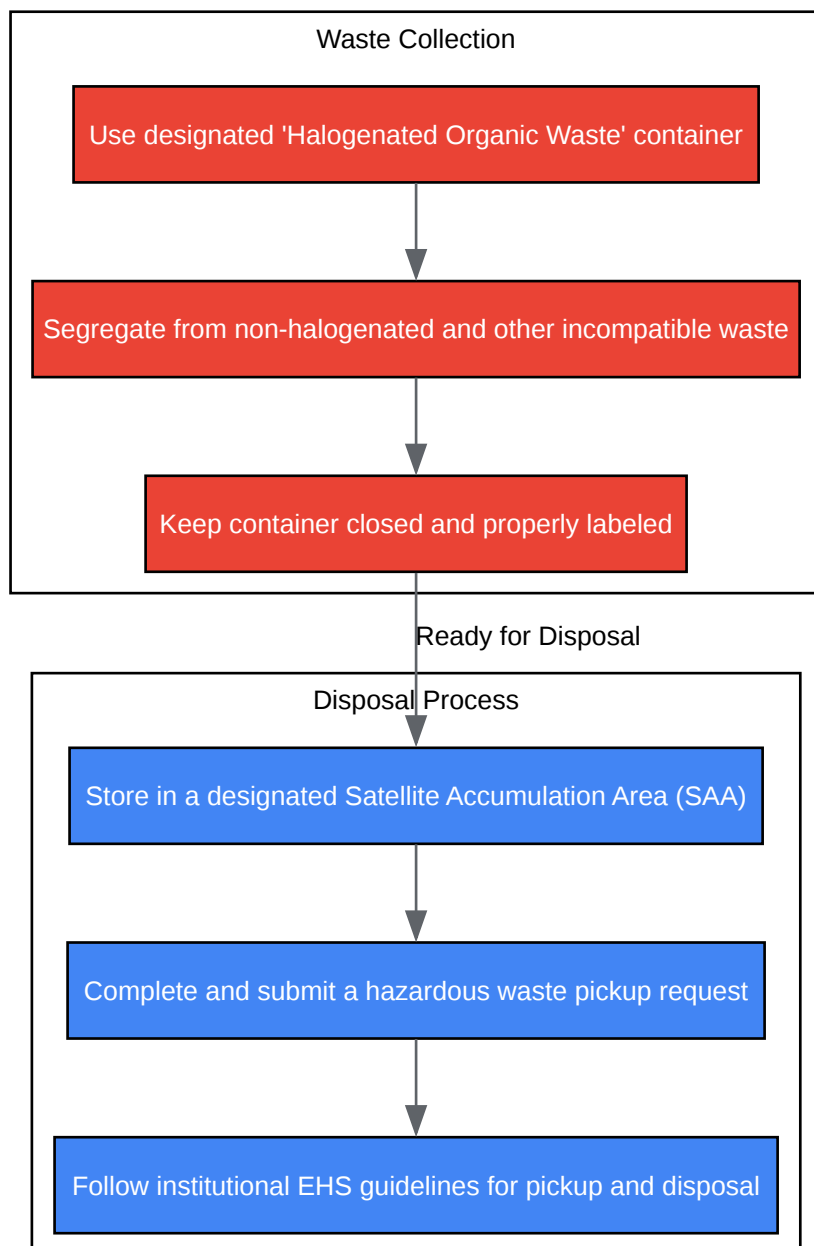 Waste Collection
Use designated 'Halogenated Organic Waste' container
Segregate from non-halogenated and other incompatible waste
Keep container closed and properly labeled
Ready for Disposal
Disposal Process
Store in a designated Satellite Accumulation Area (SAA)
Complete and submit a hazardous waste pickup request
Follow institutional EHS guidelines for pickup and disposal